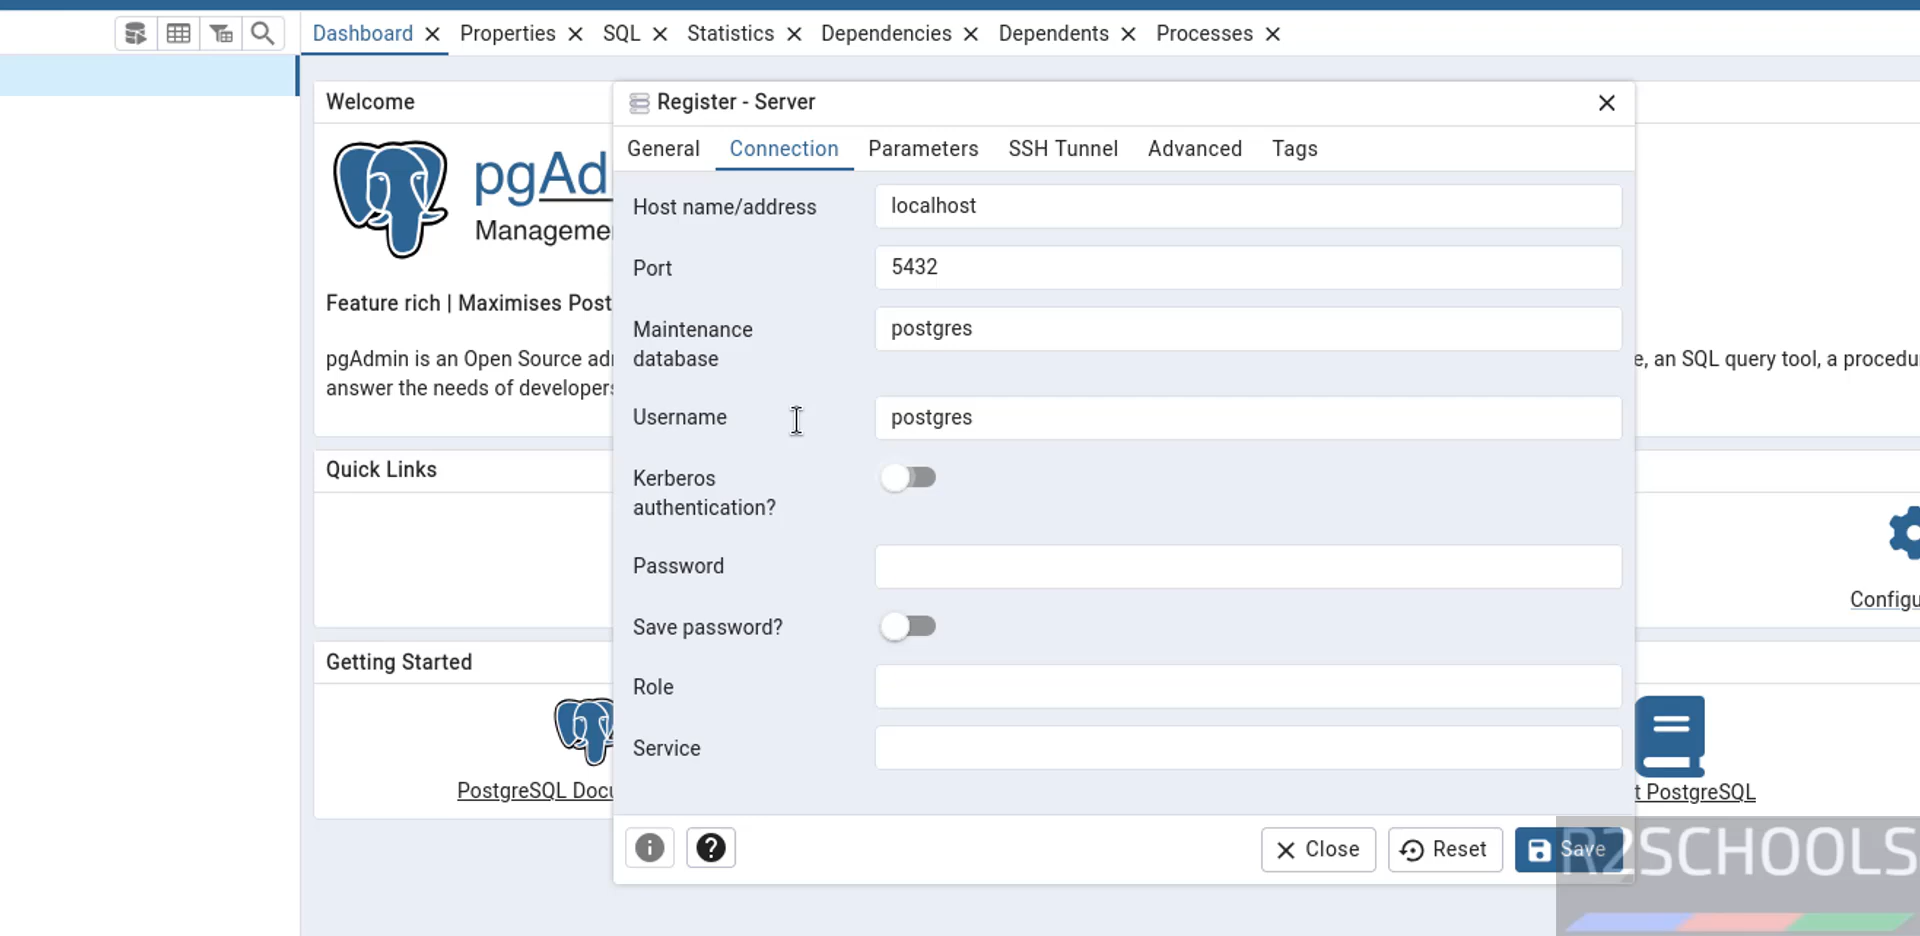 Dashboard Properties SQL Statistics Dependencies Dependents Processes
Welcome
pgAd
Manageme
Feature rich | Maximises Post
pgAdmin is an Open Source ad
answer the needs of developers
e, an SQL query tool, a procedu
Quick Links
Configu
Getting Started
PostgreSQL Docu
t PostgreSQL
Register - Server
General Connection Parameters SSH Tunnel Advanced Tags
Host name/address localhost
Port 5432
Maintenance
database
postgres
Username postgres
Kerberos
authentication?
Password
Save password?
Role
Service
Close Reset Save
R2SCHOOLS